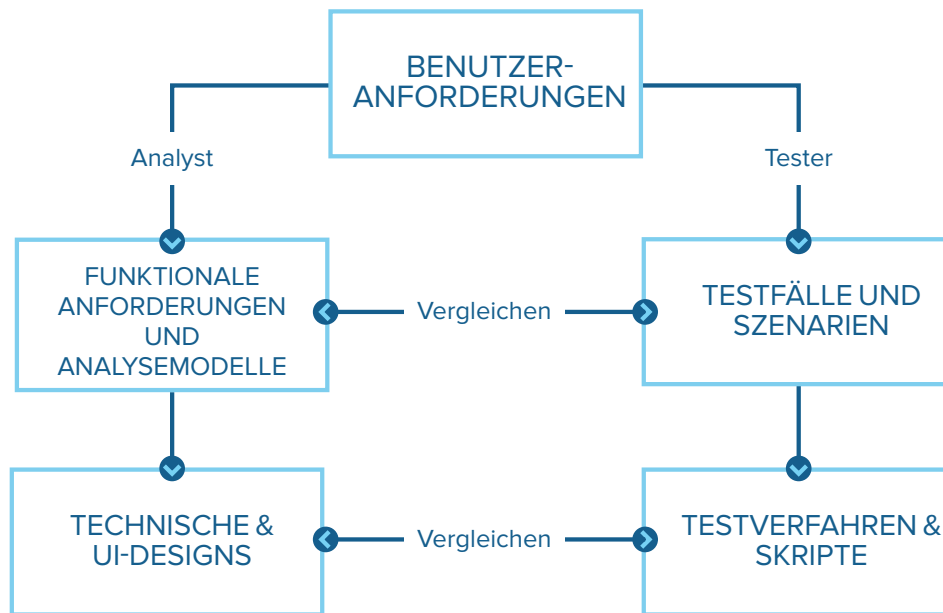 BENUTZER-
ANFORDERUNGEN
Analyst
Tester
FUNKTIONALE
ANFORDERUNGEN
UND
ANALYSEMODELLE
Vergleichen
TESTFÄLLE UND
SZENARIEN
TECHNISCHE &
UI-DESIGNS
Vergleichen
TESTVERFAHREN &
SKRIPTE